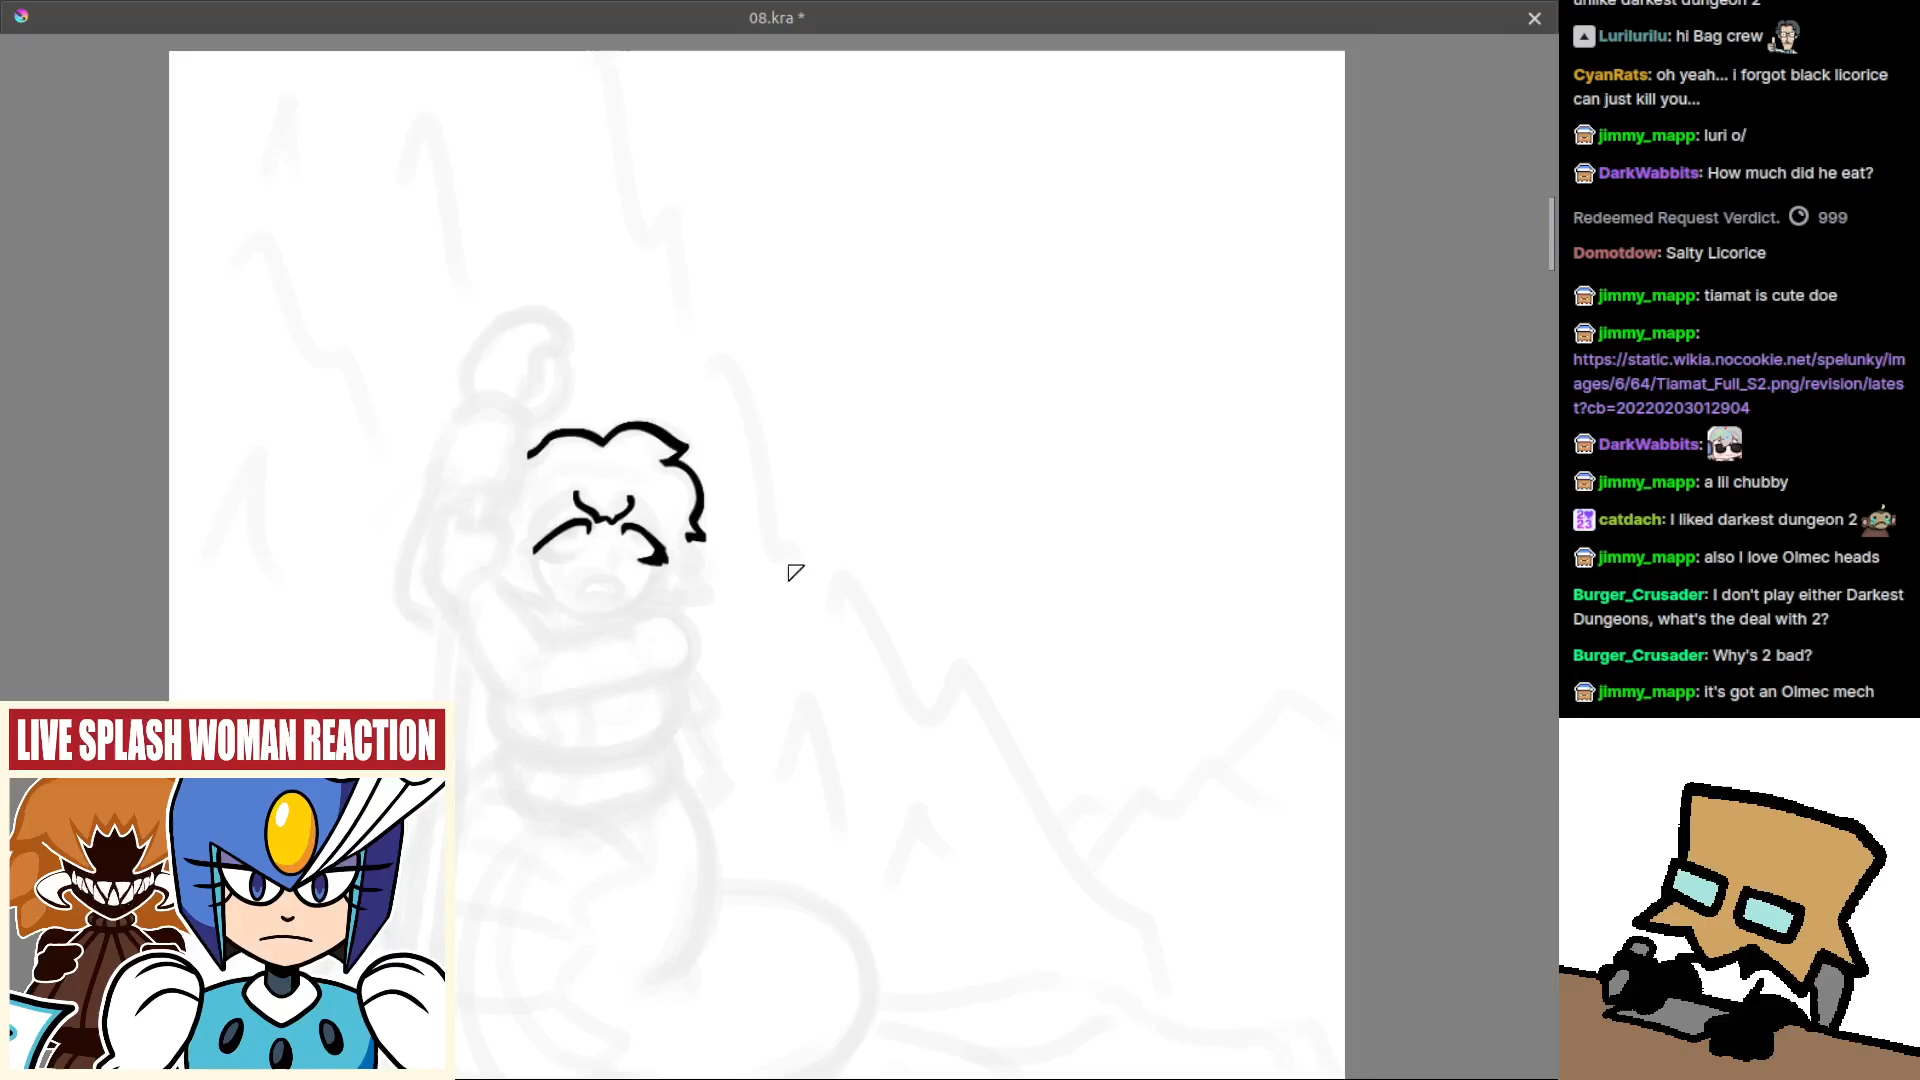 08.kra *
unlike darkest dungeon 2
Lurilurilu: hi Bag crew
CyanRats: oh yeah... i forgot black licorice
can just kill you...
jimmy_mapp: luri o/
DarkWabbits: How much did he eat?
Redeemed Request Verdict. 999
Domotdow: Salty Licorice
jimmy_mapp: tiamat is cute doe
jimmy_mapp:
https://static.wikia.nocookie.net/spelunky/im
ages/6/64/Tiamat_Full_S2.png/revision/lates
t?cb=20220203012904
DarkWabbits:
jimmy_mapp: a lil chubby
catdach: I liked darkest dungeon 2
jimmy_mapp: also I love Olmec heads
Burger_Crusader: I don't play either Darkest
Dungeons, what's the deal with 2?
Burger_Crusader: Why's 2 bad?
jimmy_mapp: it's got an Olmec mech
LIVE SPLASH WOMAN REACTION